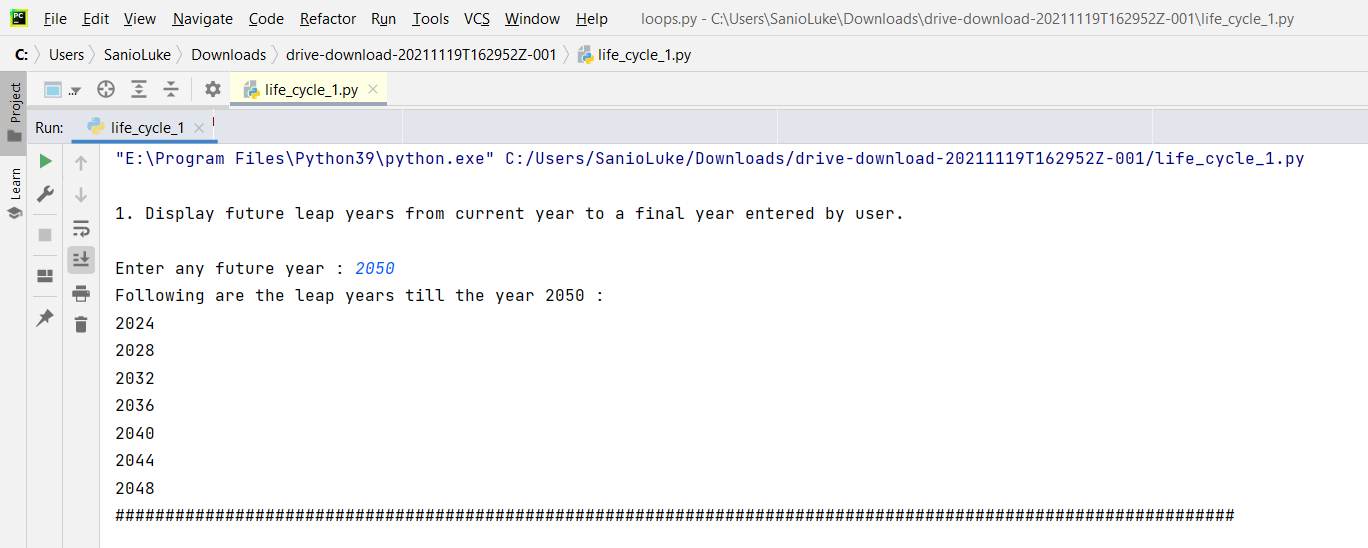 PC File Edit View Navigate Code Refactor Run Tools VCS Window Help loops.py - C:\Users\SanioLuke\Downloads\drive-download-20211119T162952Z-001\life_cycle_1.py
C: Users SanioLuke Downloads drive-download-20211119T162952Z-001 life_cycle_1.py
Project
.. life_cycle_1.py
Run: life_cycle_1
Learn
"E:\Program Files\Python39\python.exe" C:/Users/SanioLuke/Downloads/drive-download-20211119T162952Z-001/life_cycle_1.py
1. Display future leap years from current year to a final year entered by user.
Enter any future year : 2050
Following are the leap years till the year 2050 :
2024
2028
2032
2036
2040
2044
2048
################################################################################################################